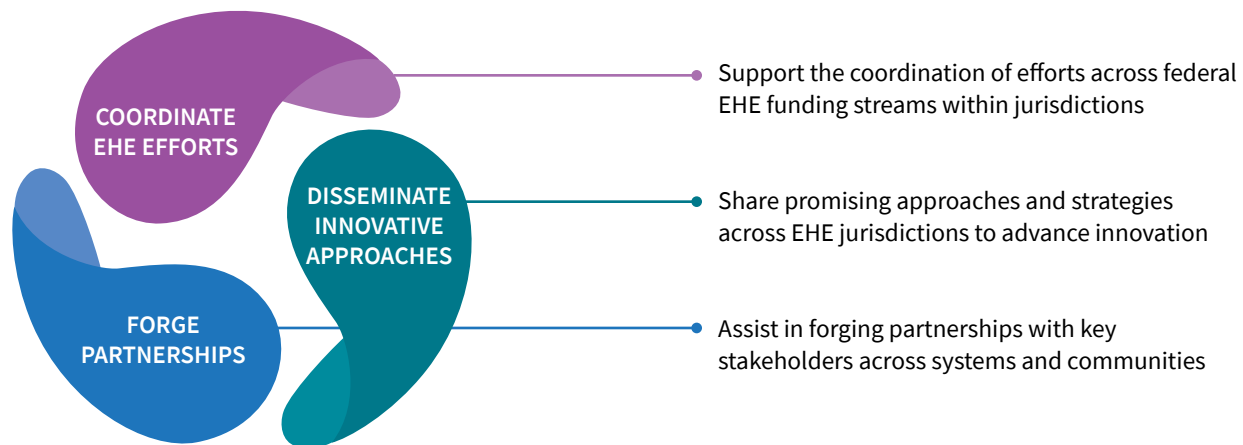 COORDINATE
EHE EFFORTS
Support the coordination of efforts across federal
EHE funding streams within jurisdictions
DISSEMINATE
INNOVATIVE
APPROACHES
Share promising approaches and strategies
across EHE jurisdictions to advance innovation
FORGE
PARTNERSHIPS
Assist in forging partnerships with key
stakeholders across systems and communities